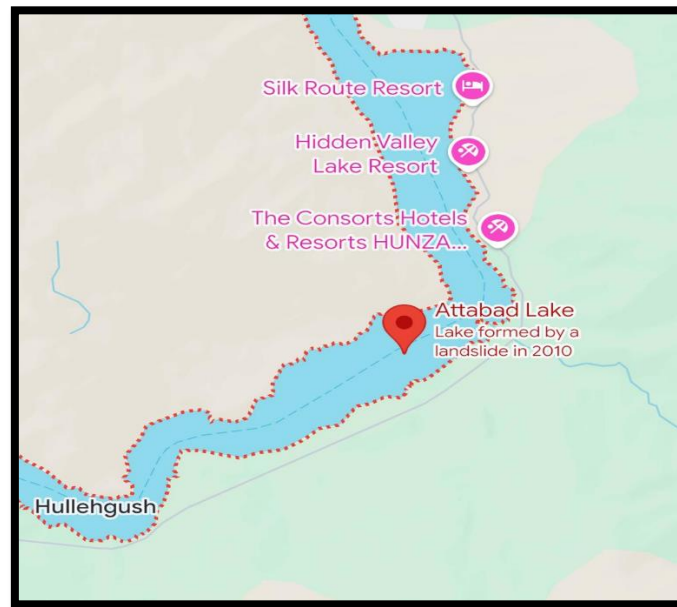 Silk Route Resort
Hidden Valley
Lake Resort
The Consorts Hotels
& Resorts HUNZA...
Attabad Lake
Lake formed by a
landslide in 2010
Hullehgush